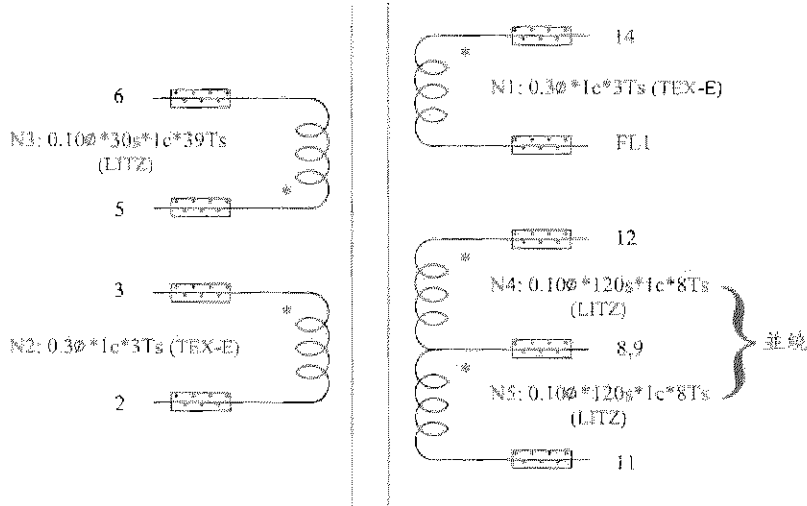 6
N3: 0.10ø*30s*1c*39Ts
(LITZ)
*
5
3
*
N2: 0.3ø*1c*3Ts (TEX-E)
2
14
*
N1: 0.3ø*1c*3Ts (TEX-E)
FL1
12
*
N4: 0.10ø*120s*1c*8Ts
(LITZ)
8,9
並绕
*
N5: 0.10ø*120s*1c*8Ts
(LITZ)
11